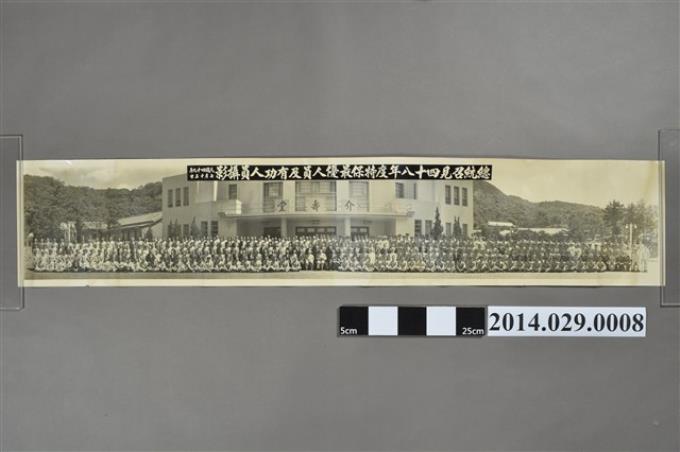 總統召見四十八年度特保最優人員及有功人員攝影
介壽堂
5cm
25cm
2014.029.0008